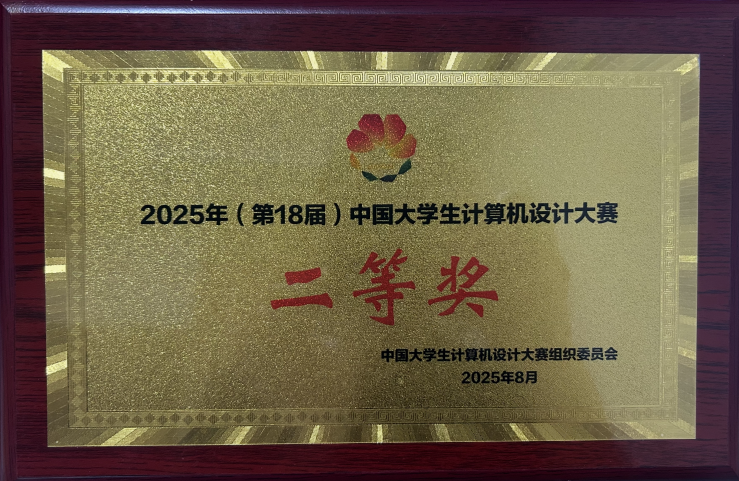 2025年（第18届）中国大学生计算机设计大赛
二等奖
中国大学生计算机设计大赛组织委员会
2025年8月